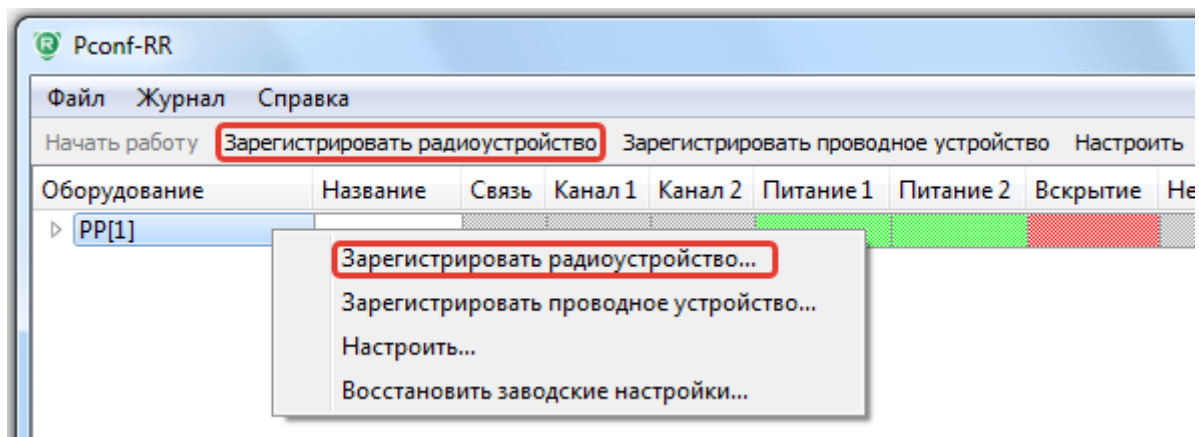 Pconf-RR
Файл Журнал Справка
Начать работу Зарегистрировать радиоустройство Зарегистрировать проводное устройство Настроить
Оборудование Название Связь Канал 1 Канал 2 Питание 1 Питание 2 Вскрытие Не
РР[1]
Зарегистрировать радиоустройство...
Зарегистрировать проводное устройство...
Настроить...
Восстановить заводские настройки...